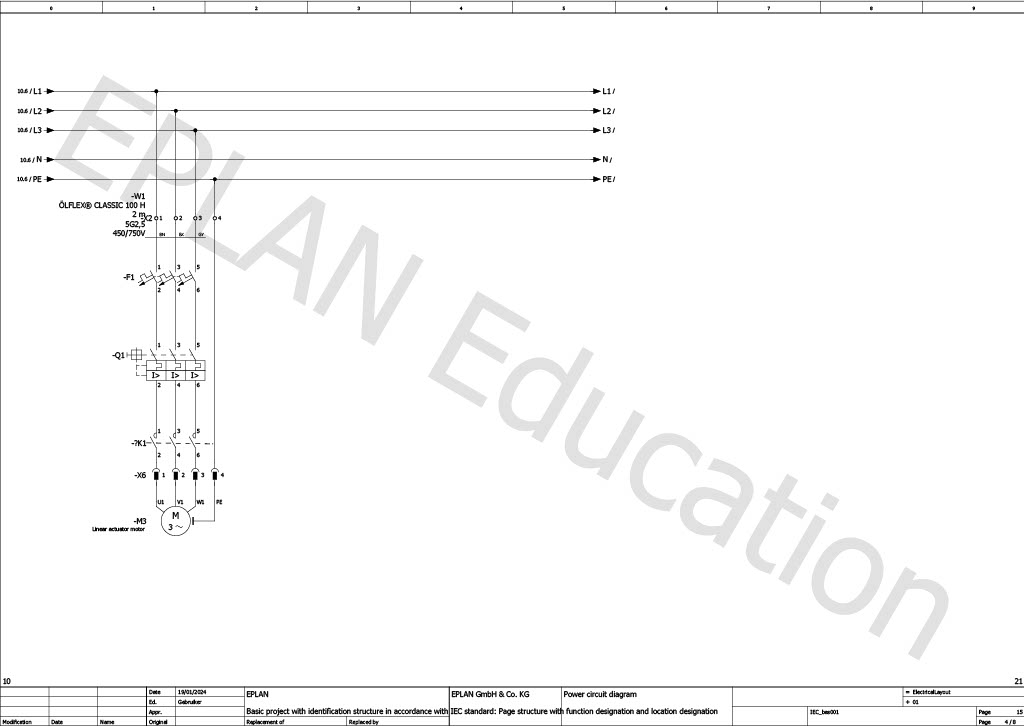 0 1 2 3 4 5 6 7 8 9
10.6 / L1 L1 /
10.6 / L2 L2 /
10.6 / L3 L3 /
10.6 / N N /
10.6 / PE PE /
-W1
ÖLFLEX® CLASSIC 100 H
2 m
-X2 1 2 3 4
5G2,5
450/750V BN BK GY
1 3 5
-F1
2 4 6
1 3 5
-Q1
I> I> I>
2 4 6
1 3 5
-?K1
2 4 6
-X6 1 2 3 4
U1 V1 W1 PE
M
-M3
3 ~
Linear actuator motor
EPLAN Education
10 21
Date 19/01/2024 EPLAN EPLAN GmbH & Co. KG Power circuit diagram = ElectricalLayout
Ed. Gebruiker + 01
Appr. Basic project with identification structure in accordance with IEC standard: Page structure with function designation and location designation IEC_bas001 Page 15
Modification Date Name Original Replacement of Replaced by Page 4 / 8